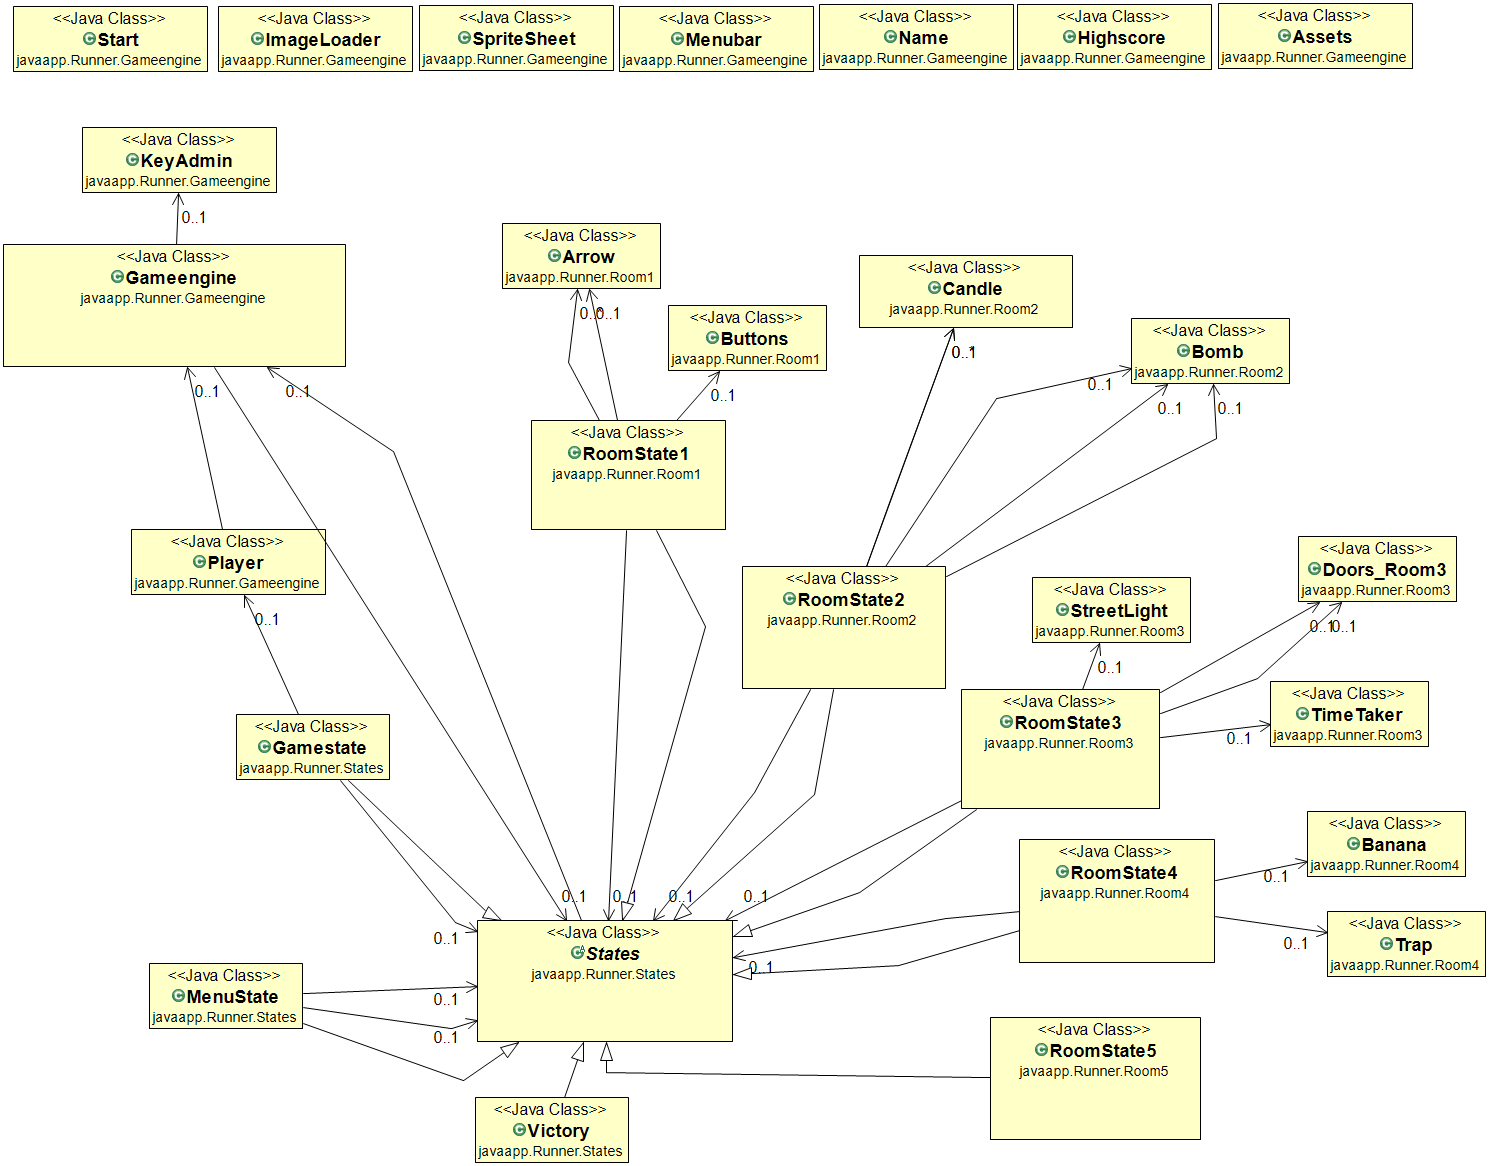 <<Java Class>>
Start
javaapp.Runner.Gameengine
<<Java Class>>
ImageLoader
javaapp.Runner.Gameengine
<<Java Class>>
SpriteSheet
javaapp.Runner.Gameengine
<<Java Class>>
Menubar
javaapp.Runner.Gameengine
<<Java Class>>
Name
javaapp.Runner.Gameengine
<<Java Class>>
Highscore
javaapp.Runner.Gameengine
<<Java Class>>
Assets
javaapp.Runner.Gameengine
<<Java Class>>
KeyAdmin
javaapp.Runner.Gameengine
0..1
<<Java Class>>
Gameengine
javaapp.Runner.Gameengine
0..1
0..1
<<Java Class>>
Arrow
javaapp.Runner.Room1
0..1
<<Java Class>>
Buttons
javaapp.Runner.Room1
0..1
<<Java Class>>
RoomState1
javaapp.Runner.Room1
<<Java Class>>
Candle
javaapp.Runner.Room2
<<Java Class>>
Bomb
javaapp.Runner.Room2
0..1
0..1
0..1
<<Java Class>>
Player
javaapp.Runner.Gameengine
0..1
<<Java Class>>
RoomState2
javaapp.Runner.Room2
<<Java Class>>
StreetLight
javaapp.Runner.Room3
0..1
<<Java Class>>
Doors_Room3
javaapp.Runner.Room3
0..1
0..1
<<Java Class>>
RoomState3
javaapp.Runner.Room3
<<Java Class>>
TimeTaker
javaapp.Runner.Room3
0..1
<<Java Class>>
Gamestate
javaapp.Runner.States
<<Java Class>>
Banana
javaapp.Runner.Room4
0..1
<<Java Class>>
RoomState4
javaapp.Runner.Room4
<<Java Class>>
Trap
javaapp.Runner.Room4
0..1
0..1
0..1
0..1
0..1
0..1
<<Java Class>>
States
javaapp.Runner.States
0..1
<<Java Class>>
MenuState
javaapp.Runner.States
0..1
0..1
<<Java Class>>
RoomState5
javaapp.Runner.Room5
<<Java Class>>
Victory
javaapp.Runner.States